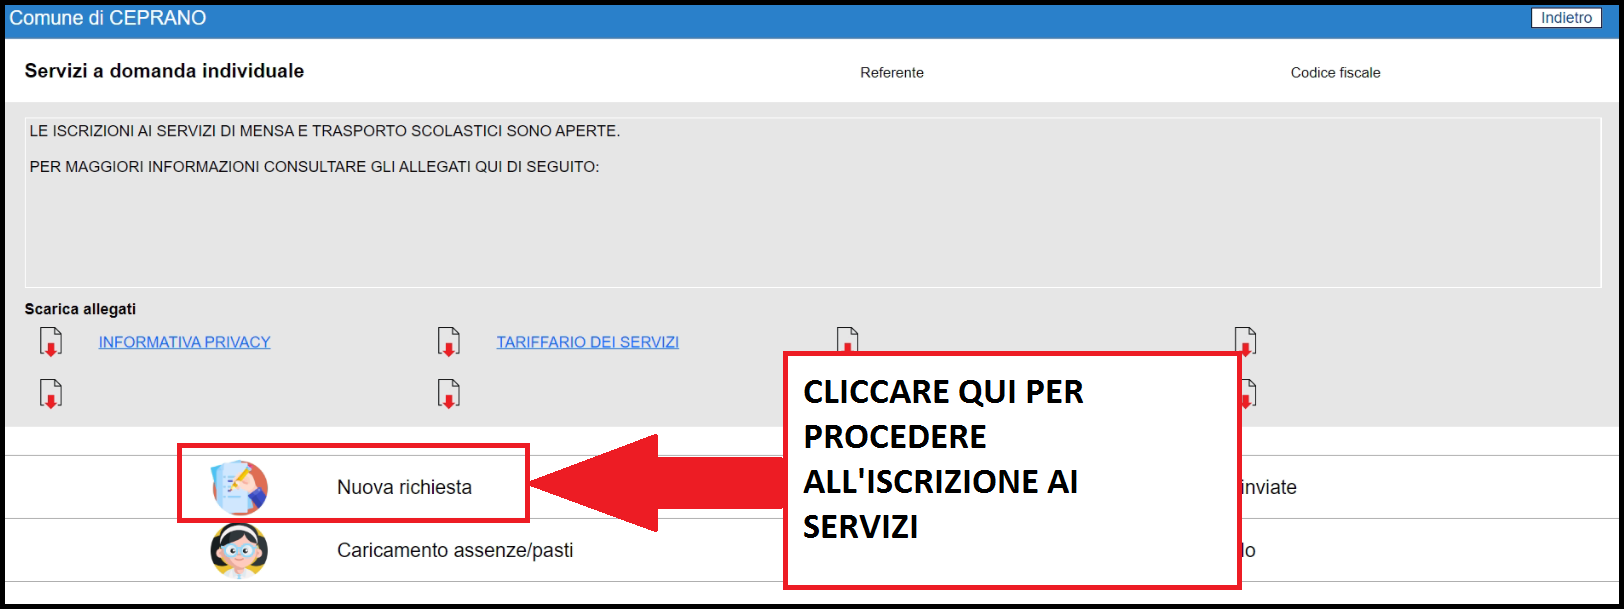 Comune di CEPRANO
Indietro
Servizi a domanda individuale
Referente
Codice fiscale
LE ISCRIZIONI AI SERVIZI DI MENSA E TRASPORTO SCOLASTICI SONO APERTE.
PER MAGGIORI INFORMAZIONI CONSULTARE GLI ALLEGATI QUI DI SEGUITO:
Scarica allegati
INFORMATIVA PRIVACY
TARIFFARIO DEI SERVIZI
CLICCARE QUI PER
PROCEDERE
ALL'ISCRIZIONE AI
SERVIZI
Nuova richiesta
inviate
Caricamento assenze/pasti